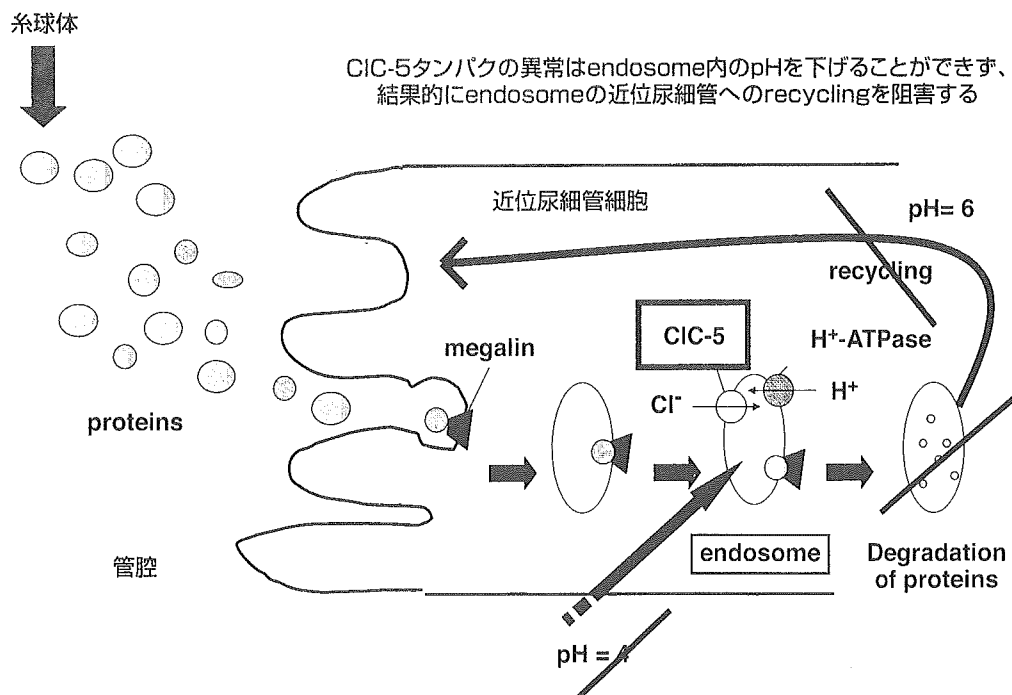 糸球体
ClC-5タンパクの異常はendosome内のpHを下げることができず、
結果的にendosomeの近位尿細管へのrecyclingを阻害する
近位尿細管細胞
pH= 6
recycling
ClC-5
H⁺-ATPase
megalin
Cl⁻
H⁺
proteins
endosome
Degradation
of proteins
管腔
pH = 4